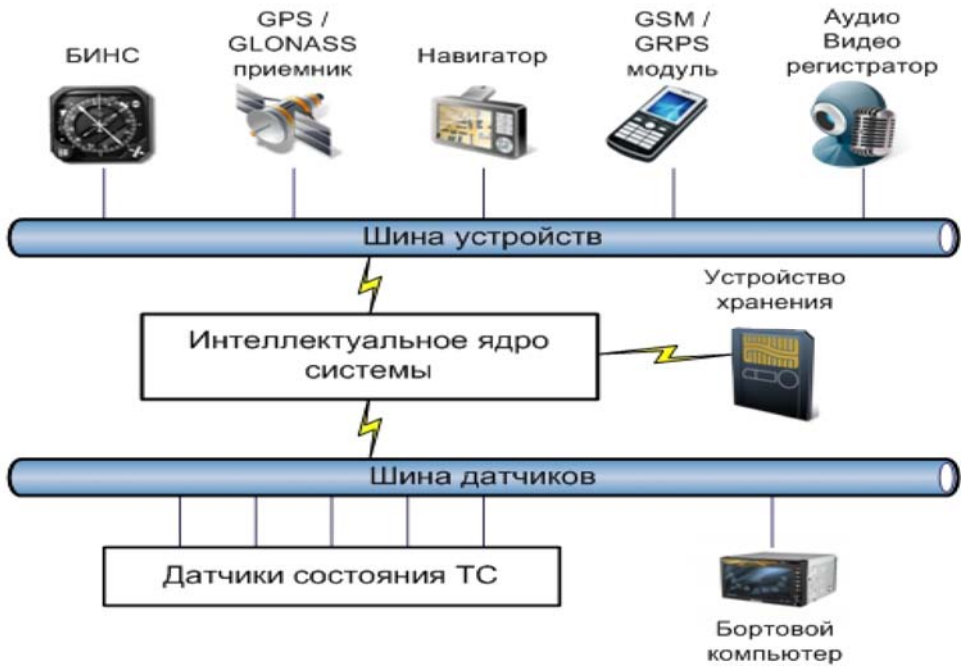 БИНС
GPS /
GLONASS
приемник
Навигатор
GSM /
GRPS
модуль
Аудио
Видео
регистратор
Шина устройств
Интеллектуальное ядро
системы
Устройство
хранения
Шина датчиков
Датчики состояния ТС
Бортовой
компьютер